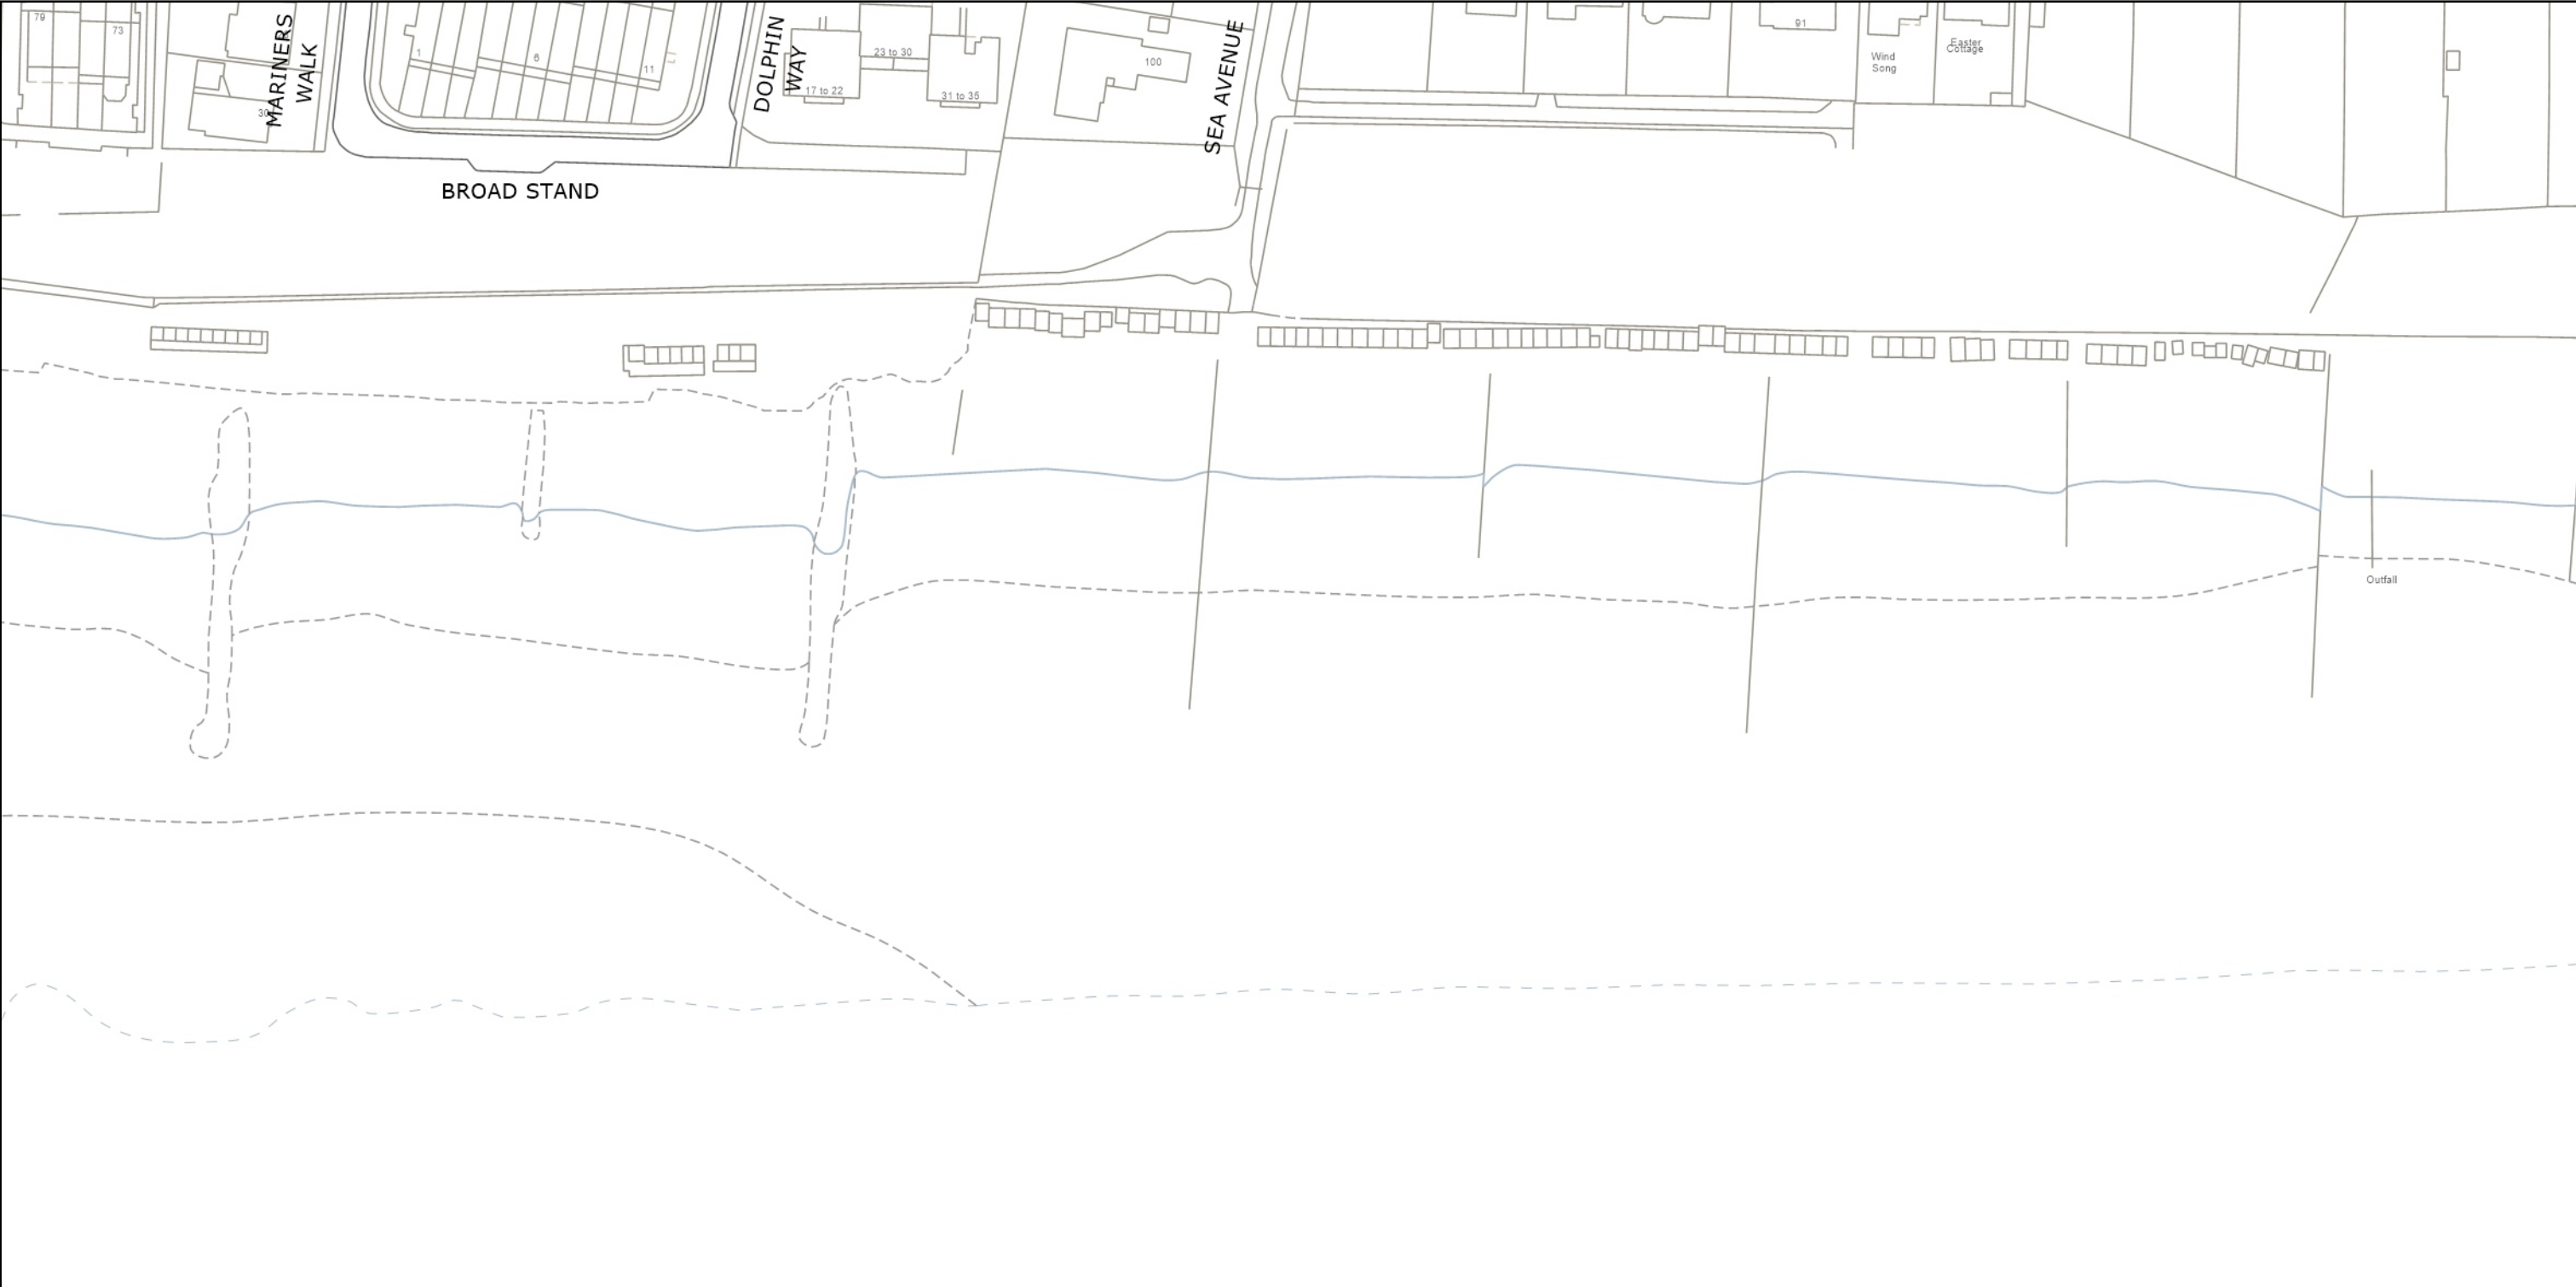 79
73
MARINERS
WALK
30
1
6
11
BROAD STAND
DOLPHIN
WAY
23 to 30
17 to 22
31 to 35
100
SEA AVENUE
91
Wind
Song
Easter
Cottage
Outfall